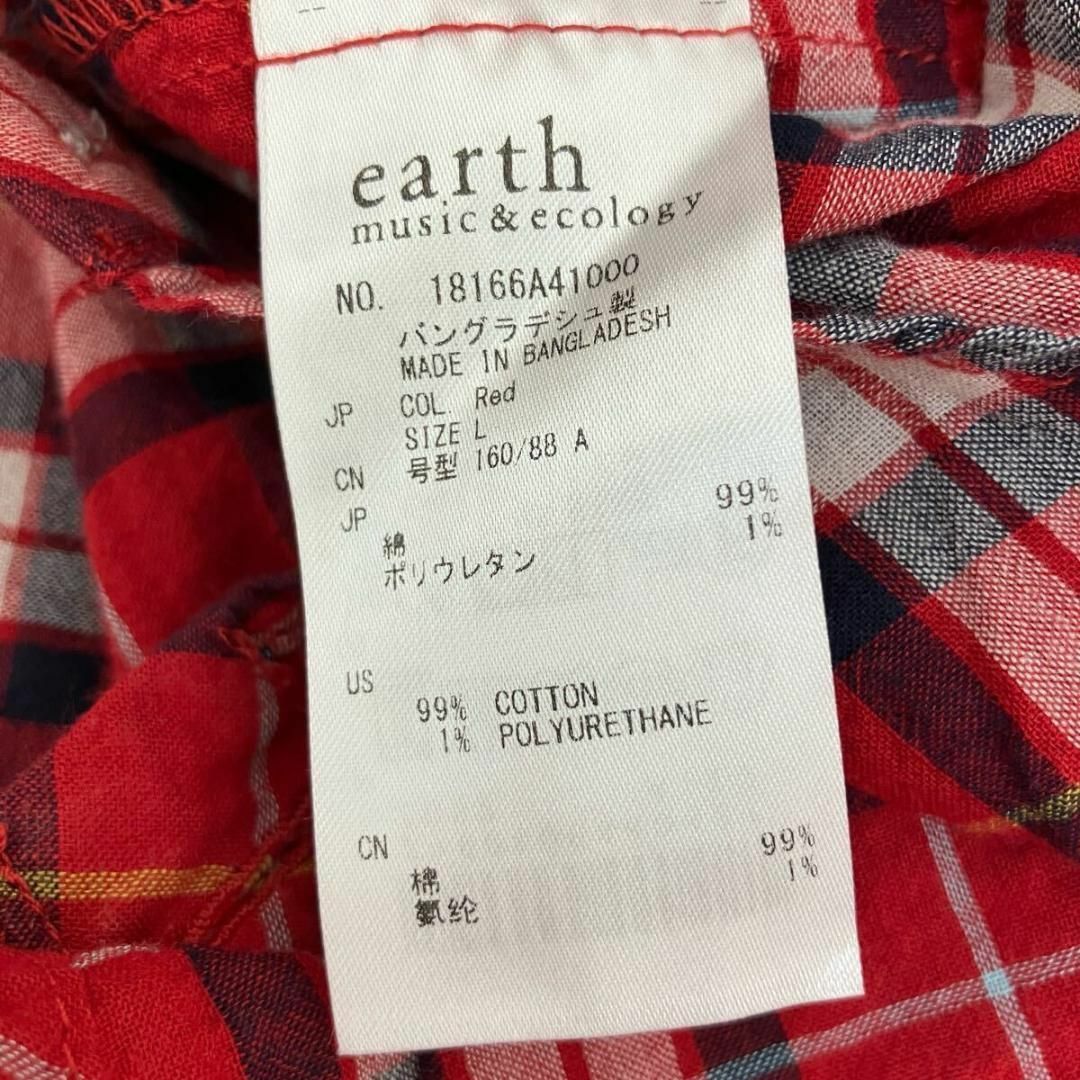 earth
music & ecology
NO. 18166A41000
バングラデシュ製
MADE IN BANGLADESH
JP COL. Red
SIZE L
CN 号型 160/88 A
JP
綿 99%
ポリウレタン 1%
US
99% COTTON
1% POLYURETHANE
CN
棉 99%
氨纶 1%